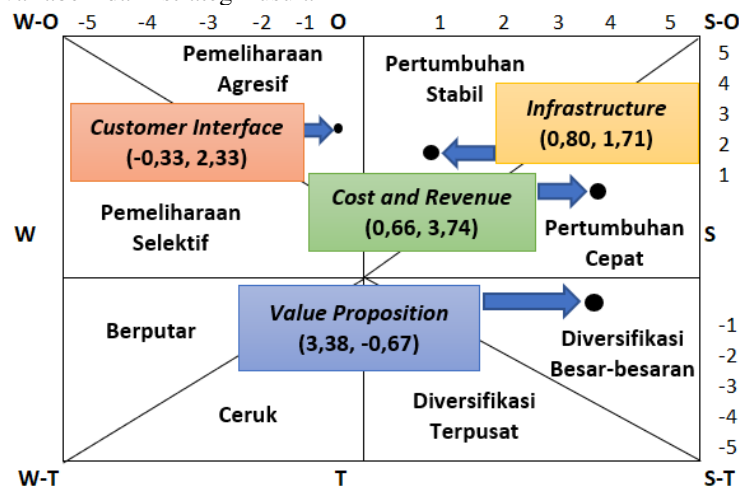 W-O -5 -4 -3 -2 -1 O 1 2 3 4 5 S-O
Pemeliharaan
Agresif
Pertumbuhan
Stabil
5
4
3
2
1
Customer Interface
(-0,33, 2,33)
Infrastructure
(0,80, 1,71)
Cost and Revenue
(0,66, 3,74)
Pemeliharaan
Selektif
Pertumbuhan
Cepat
W
S
Value Proposition
(3,38, -0,67)
Berputar
Diversifikasi
Besar-besaran
-1
-2
-3
-4
-5
Ceruk
Diversifikasi
Terpusat
W-T T S-T